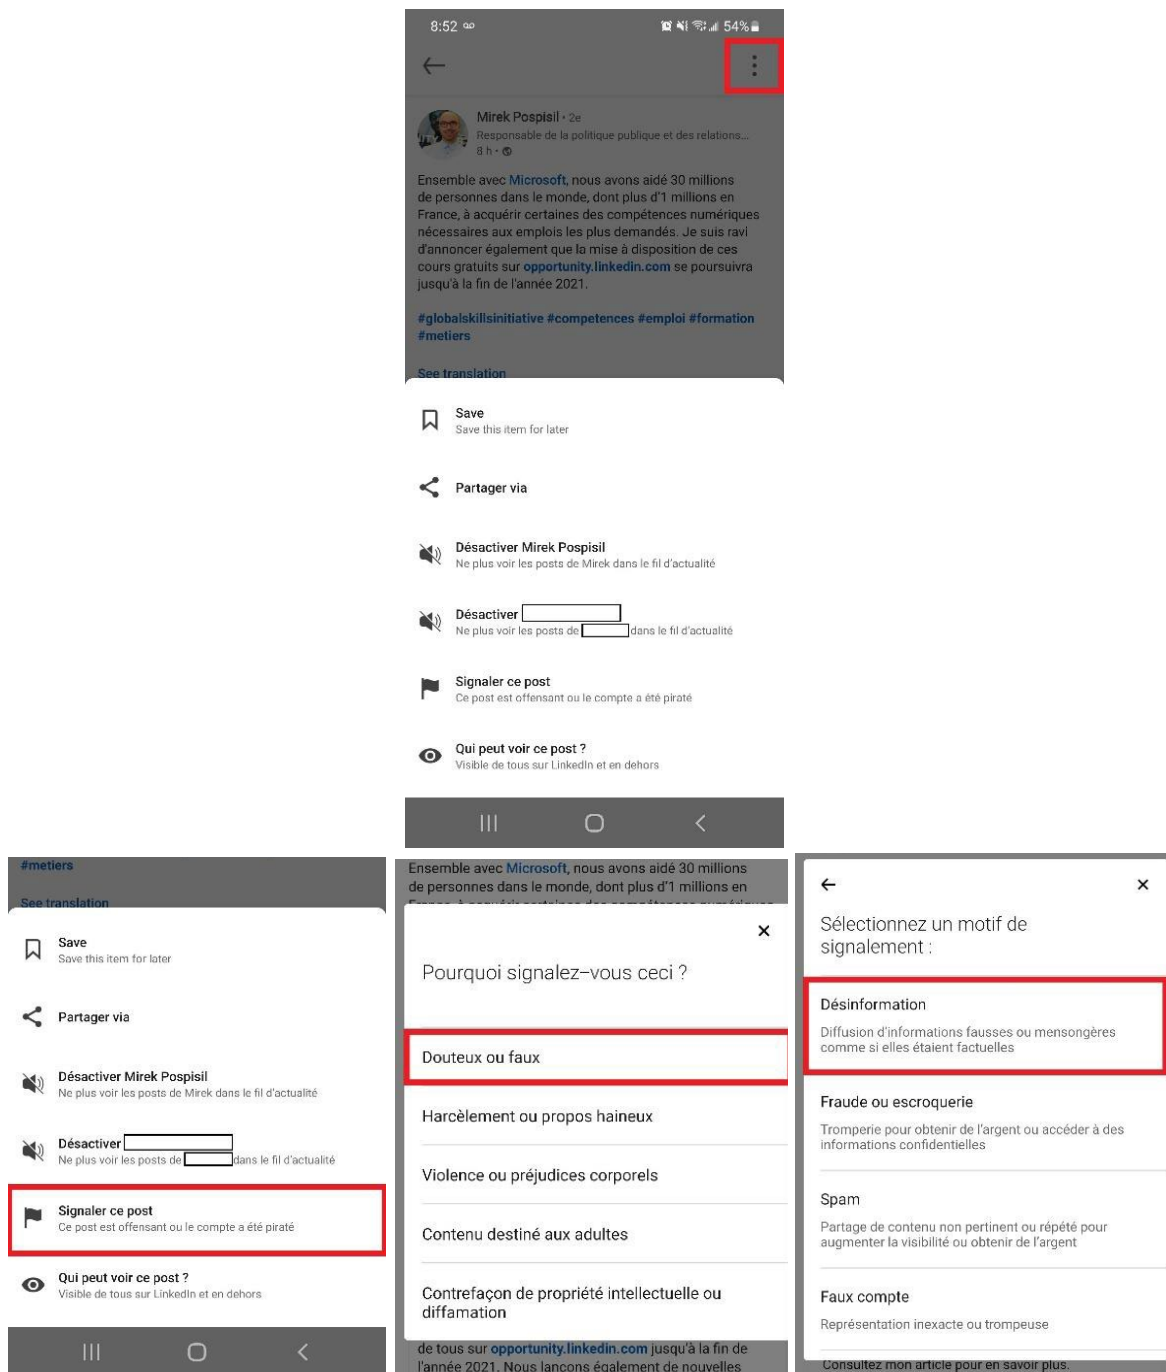 8:52 54%
Mirek Pospisil • 2e
Responsable de la politique publique et des relations...
8 h •
Ensemble avec Microsoft, nous avons aidé 30 millions
de personnes dans le monde, dont plus d'1 millions en
France, à acquérir certaines des compétences numériques
nécessaires aux emplois les plus demandés. Je suis ravi
d'annoncer également que la mise à disposition de ces
cours gratuits sur opportunity.linkedin.com se poursuivra
jusqu'à la fin de l'année 2021.
#globalskillsinitiative #competences #emploi #formation
#metiers
See translation
Save
Save this item for later
Partager via
Désactiver Mirek Pospisil
Ne plus voir les posts de Mirek dans le fil d'actualité
Désactiver
Ne plus voir les posts de dans le fil d'actualité
Signaler ce post
Ce post est offensant ou le compte a été piraté
Qui peut voir ce post ?
Visible de tous sur LinkedIn et en dehors
#metiers
See translation
Save
Save this item for later
Partager via
Désactiver Mirek Pospisil
Ne plus voir les posts de Mirek dans le fil d'actualité
Désactiver
Ne plus voir les posts de dans le fil d'actualité
Signaler ce post
Ce post est offensant ou le compte a été piraté
Qui peut voir ce post ?
Visible de tous sur LinkedIn et en dehors
Ensemble avec Microsoft, nous avons aidé 30 millions
de personnes dans le monde, dont plus d'1 millions en
Pourquoi signalez-vous ceci ?
Douteux ou faux
Harcèlement ou propos haineux
Violence ou préjudices corporels
Contenu destiné aux adultes
Contrefaçon de propriété intellectuelle ou
diffamation
de tous sur opportunity.linkedin.com jusqu'à la fin de
l'année 2021. Nous lançons également de nouvelles
Sélectionnez un motif de
signalement :
Désinformation
Diffusion d'informations fausses ou mensongères
comme si elles étaient factuelles
Fraude ou escroquerie
Tromperie pour obtenir de l'argent ou accéder à des
informations confidentielles
Spam
Partage de contenu non pertinent ou répété pour
augmenter la visibilité ou obtenir de l'argent
Faux compte
Représentation inexacte ou trompeuse
Consultez mon article pour en savoir plus.